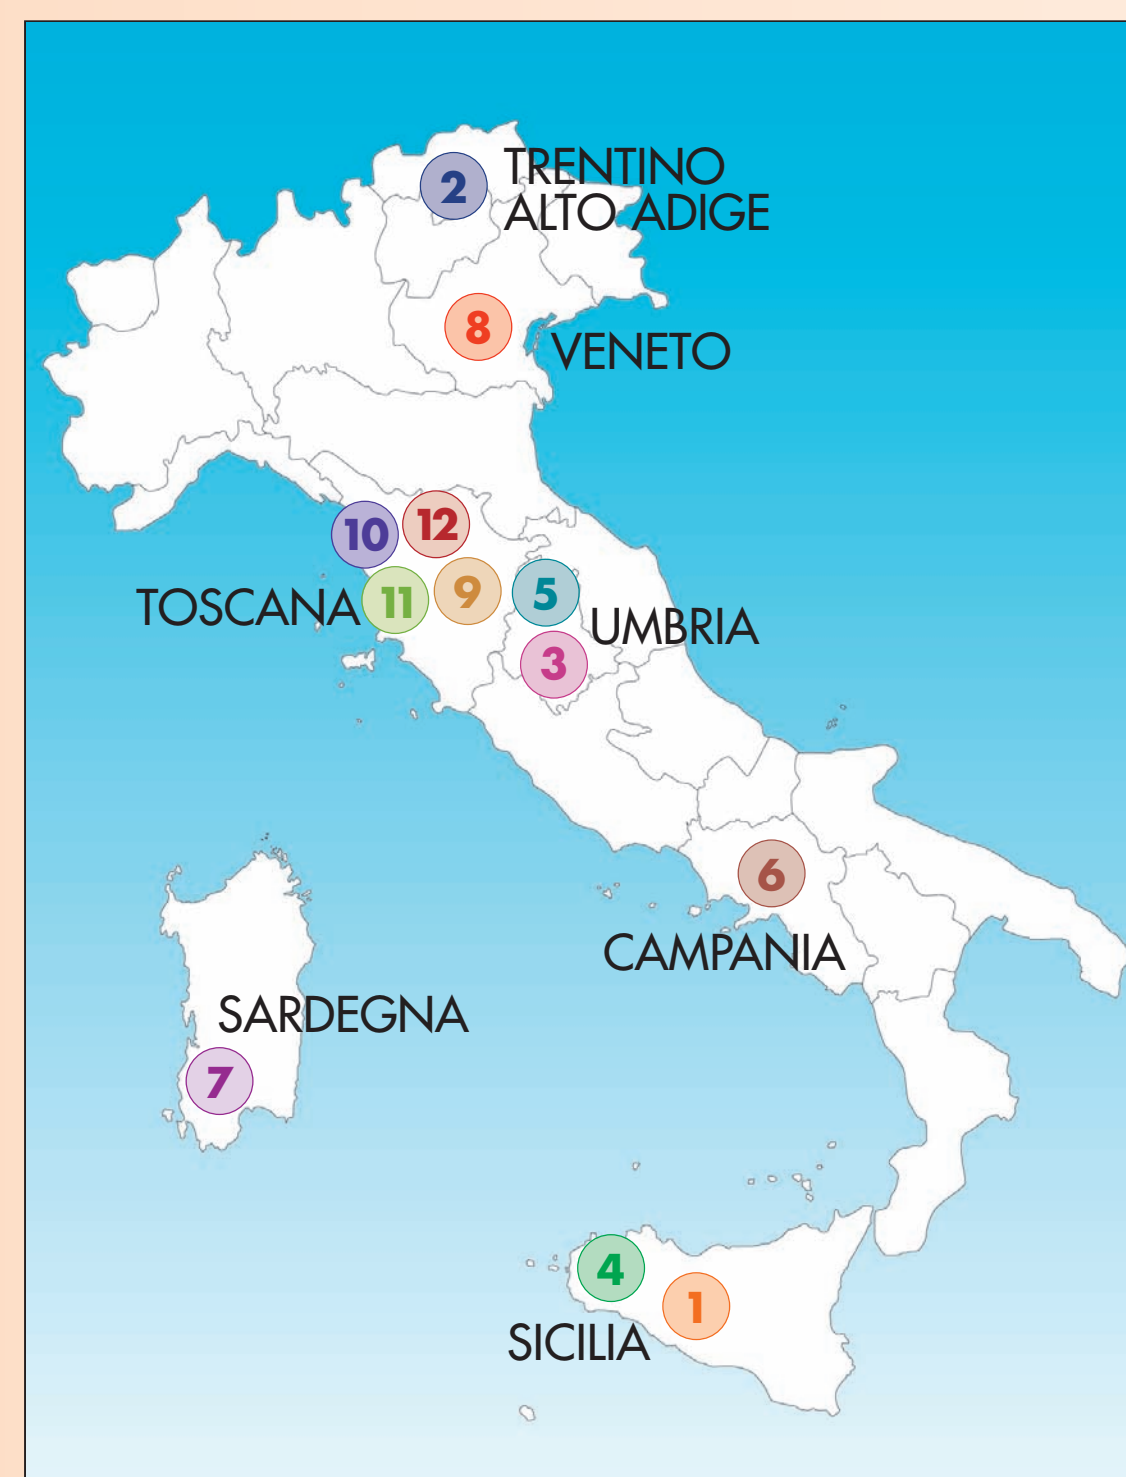 2
TRENTINO
ALTO ADIGE
8
VENETO
10
12
11
9
TOSCANA
5
UMBRIA
3
6
CAMPANIA
SARDEGNA
7
4
1
SICILIA